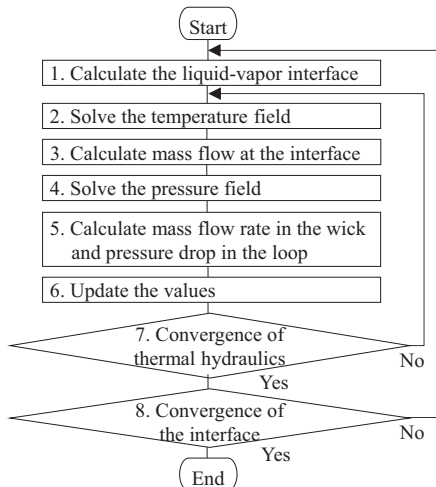 Start
1. Calculate the liquid-vapor interface
2. Solve the temperature field
3. Calculate mass flow at the interface
4. Solve the pressure field
5. Calculate mass flow rate in the wick
and pressure drop in the loop
6. Update the values
7. Convergence of
thermal hydraulics
No
Yes
8. Convergence of
the interface
No
Yes
End